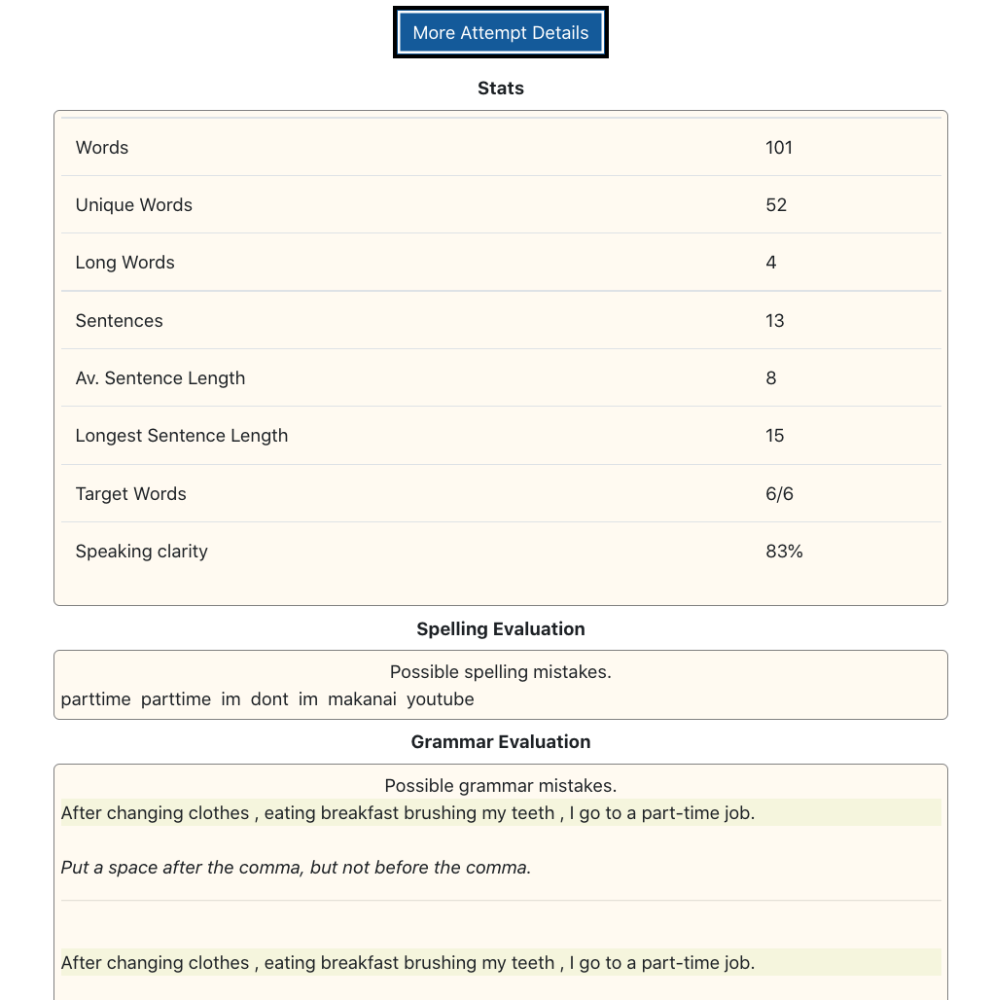 More Attempt Details
Stats
Words 101
Unique Words 52
Long Words 4
Sentences 13
Av. Sentence Length 8
Longest Sentence Length 15
Target Words 6/6
Speaking clarity 83%
Spelling Evaluation
Possible spelling mistakes.
parttime parttime im dont im makanai youtube
Grammar Evaluation
Possible grammar mistakes.
After changing clothes , eating breakfast brushing my teeth , I go to a part-time job.
Put a space after the comma, but not before the comma.
After changing clothes , eating breakfast brushing my teeth , I go to a part-time job.